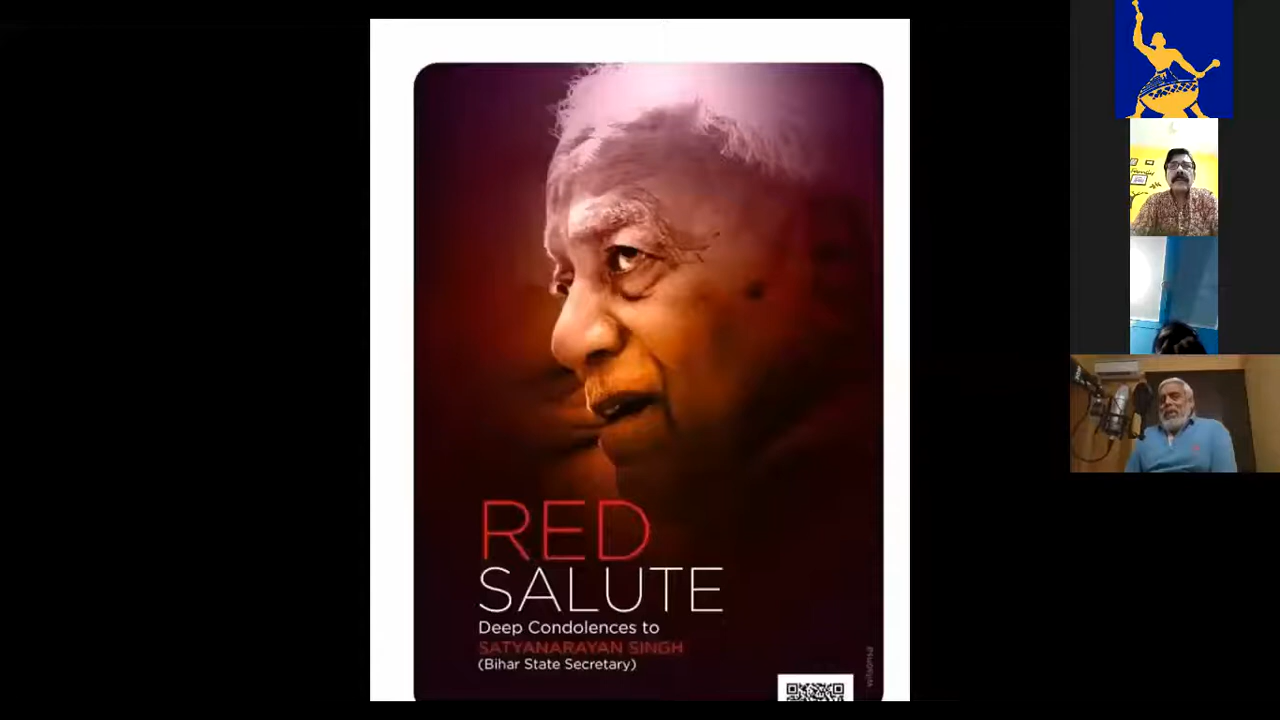 RED
SALUTE
Deep Condolences to
SATYANARAYAN SINGH
(Bihar State Secretary)